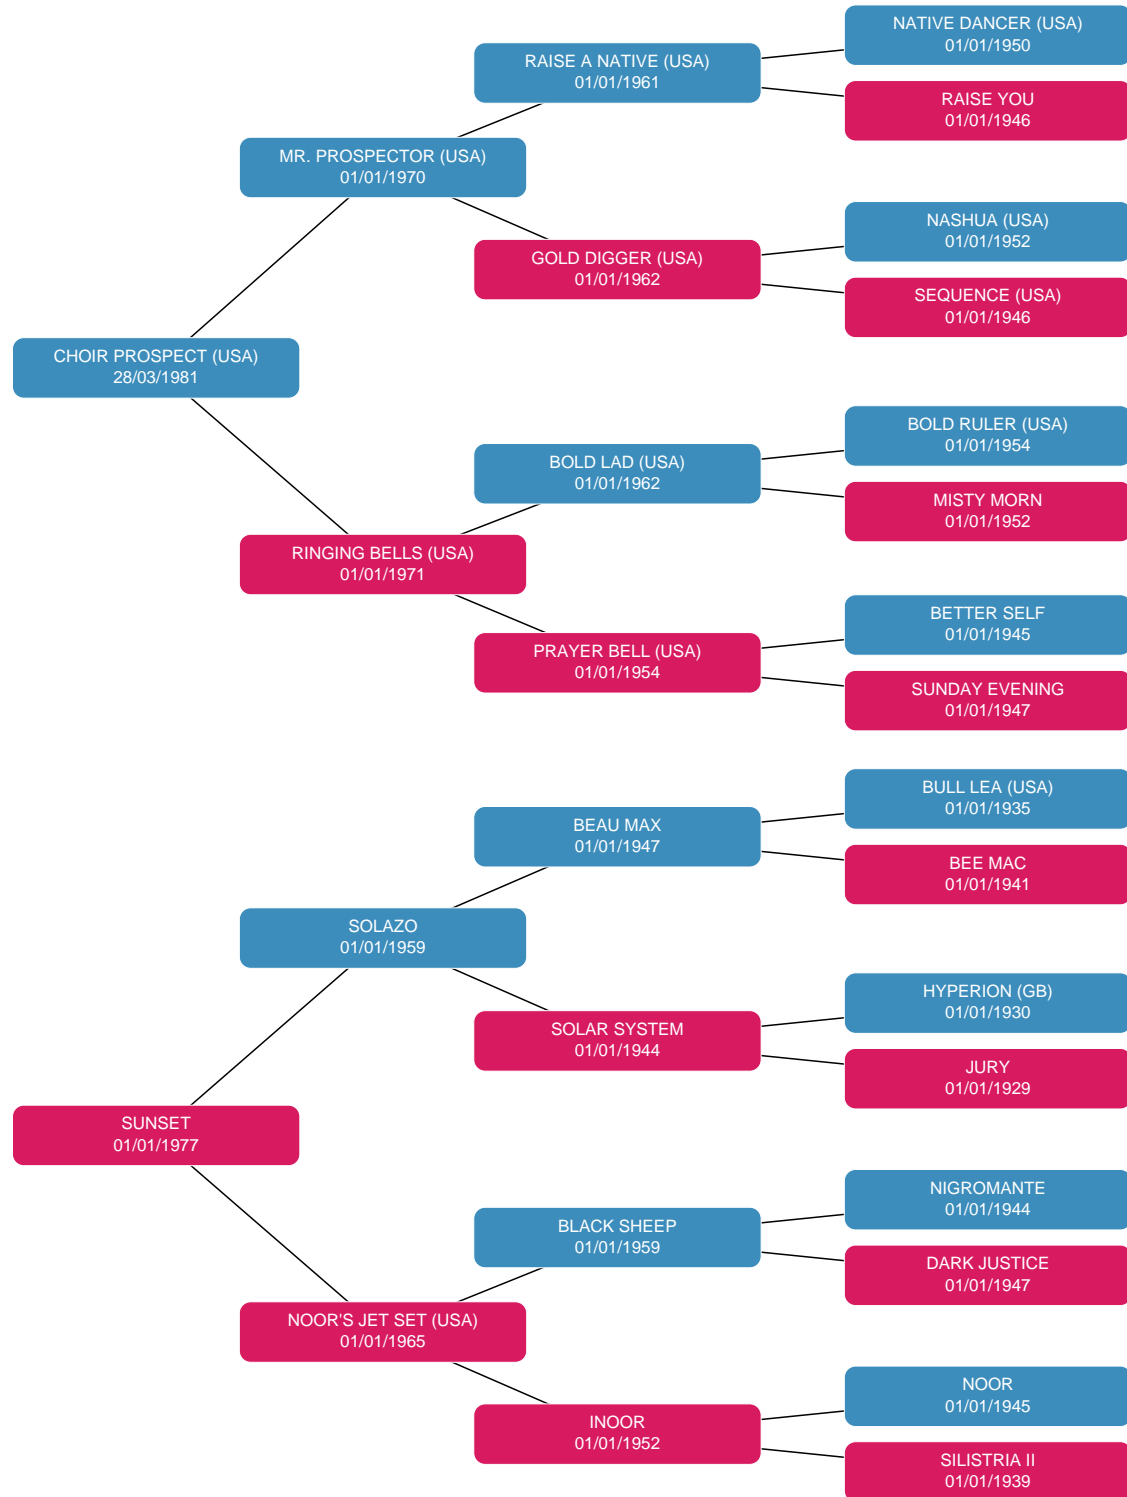 NATIVE DANCER (USA)
01/01/1950
RAISE A NATIVE (USA)
01/01/1961
RAISE YOU
01/01/1946
MR. PROSPECTOR (USA)
01/01/1970
NASHUA (USA)
01/01/1952
GOLD DIGGER (USA)
01/01/1962
SEQUENCE (USA)
01/01/1946
CHOIR PROSPECT (USA)
28/03/1981
BOLD RULER (USA)
01/01/1954
BOLD LAD (USA)
01/01/1962
MISTY MORN
01/01/1952
RINGING BELLS (USA)
01/01/1971
BETTER SELF
01/01/1945
PRAYER BELL (USA)
01/01/1954
SUNDAY EVENING
01/01/1947
BULL LEA (USA)
01/01/1935
BEAU MAX
01/01/1947
BEE MAC
01/01/1941
SOLAZO
01/01/1959
HYPERION (GB)
01/01/1930
SOLAR SYSTEM
01/01/1944
JURY
01/01/1929
SUNSET
01/01/1977
NIGROMANTE
01/01/1944
BLACK SHEEP
01/01/1959
DARK JUSTICE
01/01/1947
NOOR'S JET SET (USA)
01/01/1965
NOOR
01/01/1945
INOOR
01/01/1952
SILISTRIA II
01/01/1939